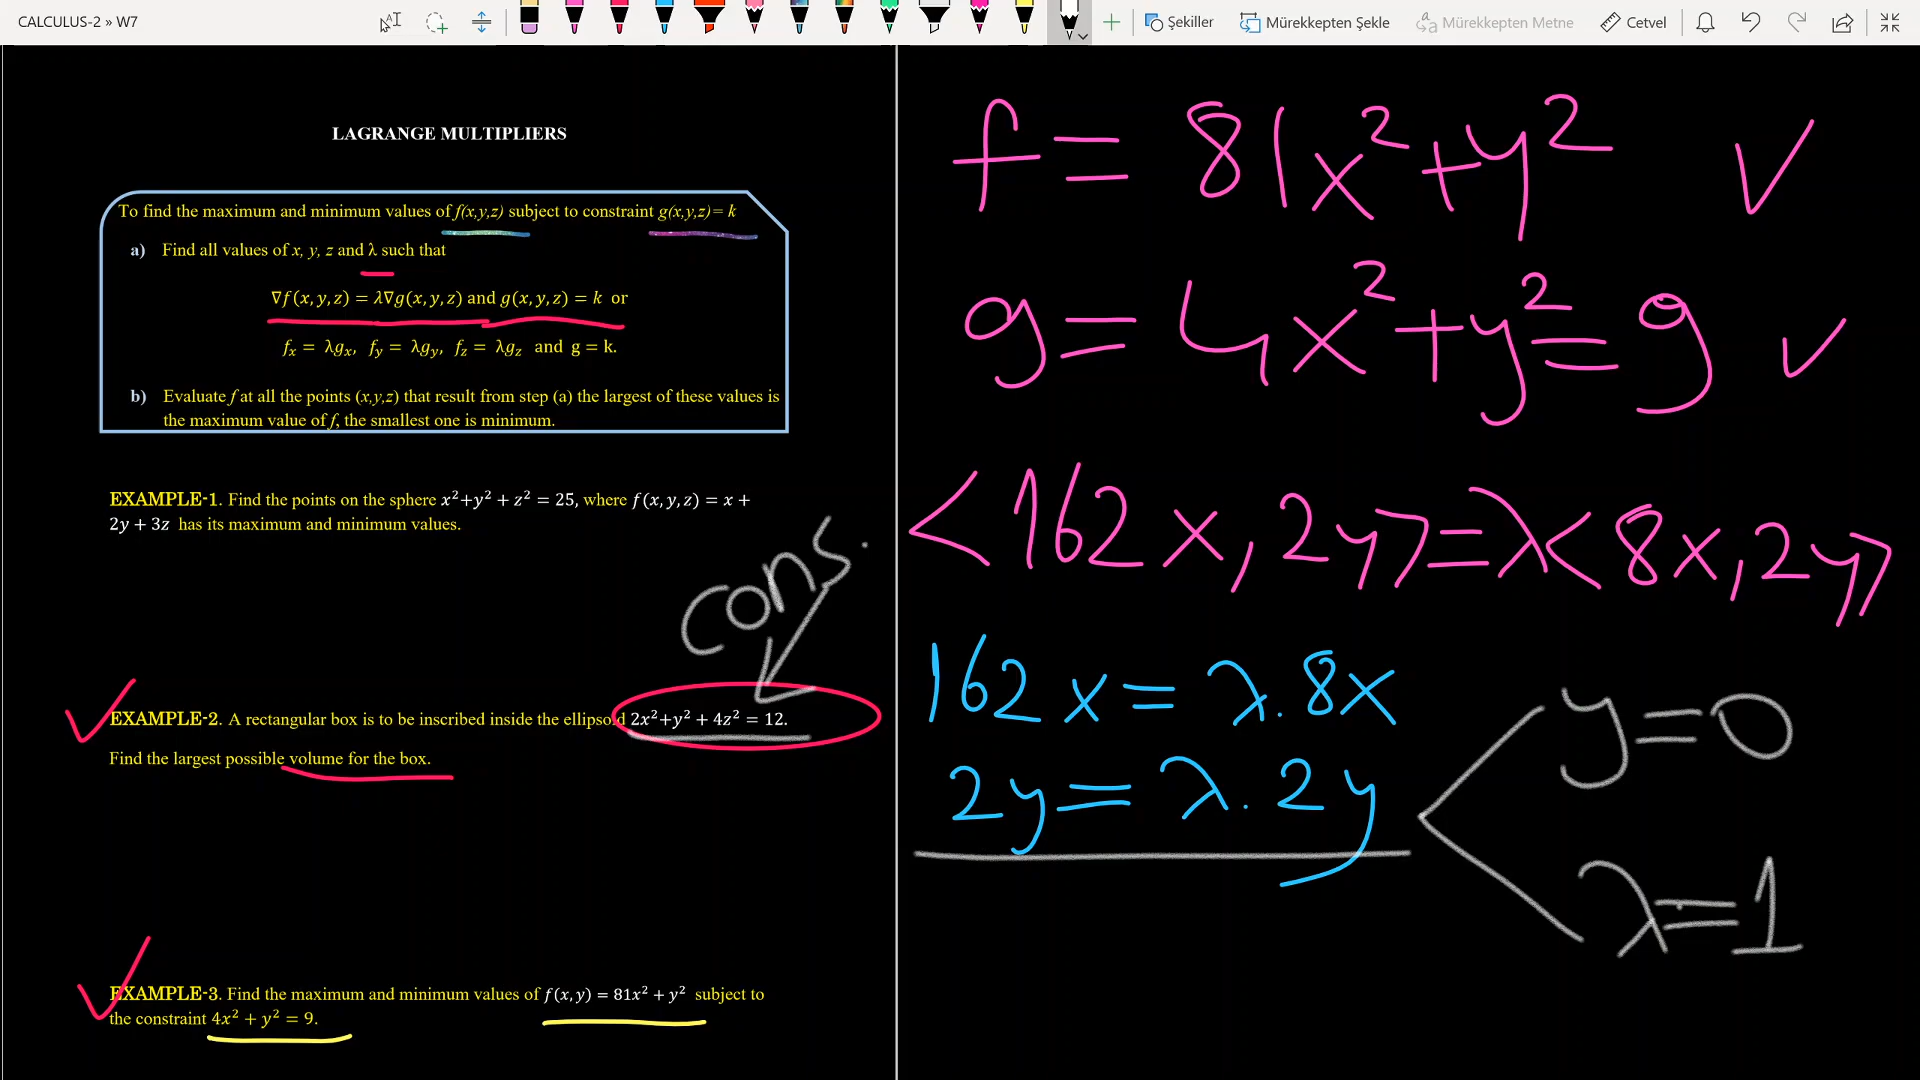 CALCULUS-2 » W7
Şekiller
Mürekkepten Şekle
Mürekkepten Metne
Cetvel
LAGRANGE MULTIPLIERS
To find the maximum and minimum values of f(x,y,z) subject to constraint g(x,y,z)= k
a) Find all values of x, y, z and λ such that
∇f(x,y,z) = λ∇g(x,y,z) and g(x,y,z) = k or
fₓ = λgₓ, f_y = λg_y, f_z = λg_z and g = k.
b) Evaluate f at all the points (x,y,z) that result from step (a) the largest of these values is
the maximum value of f, the smallest one is minimum.
EXAMPLE-1. Find the points on the sphere x²+y² + z² = 25, where f(x,y,z) = x +
2y + 3z has its maximum and minimum values.
cons.
EXAMPLE-2. A rectangular box is to be inscribed inside the ellipsoid 2x²+y² + 4z² = 12.
Find the largest possible volume for the box.
EXAMPLE-3. Find the maximum and minimum values of f(x,y) = 81x² + y² subject to
the constraint 4x² + y² = 9.
f = 81x² + y² ✓
g = 4x² + y² = 9 ✓
<162x, 2y> = λ<8x, 2y>
162x = λ.8x
2y = λ.2y
y = 0
λ = 1